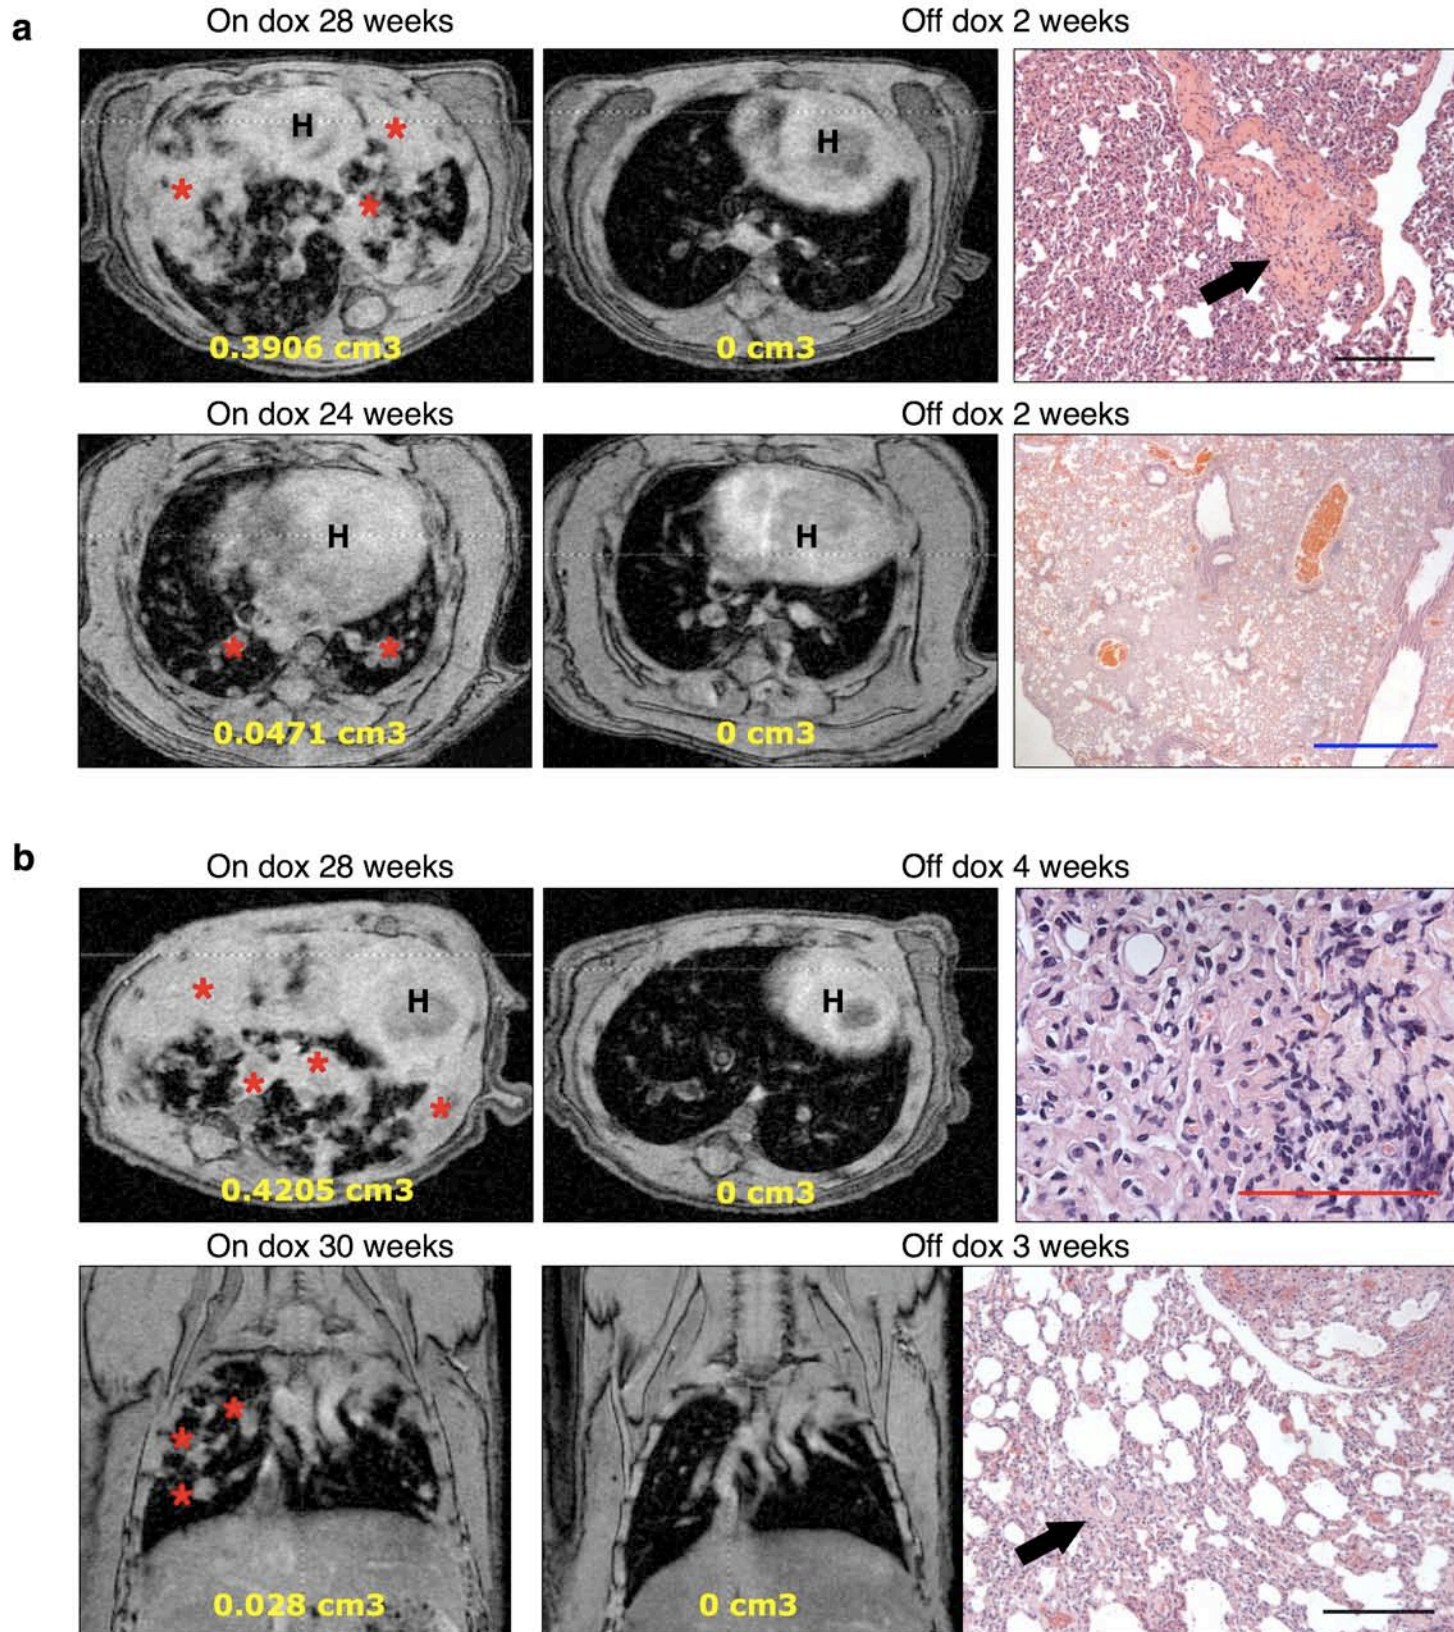 a
On dox 28 weeks
Off dox 2 weeks
H
H
0.3906 cm3
0 cm3
On dox 24 weeks
Off dox 2 weeks
H
H
0.0471 cm3
0 cm3
b
On dox 28 weeks
Off dox 4 weeks
H
H
0.4205 cm3
0 cm3
On dox 30 weeks
Off dox 3 weeks
0.028 cm3
0 cm3